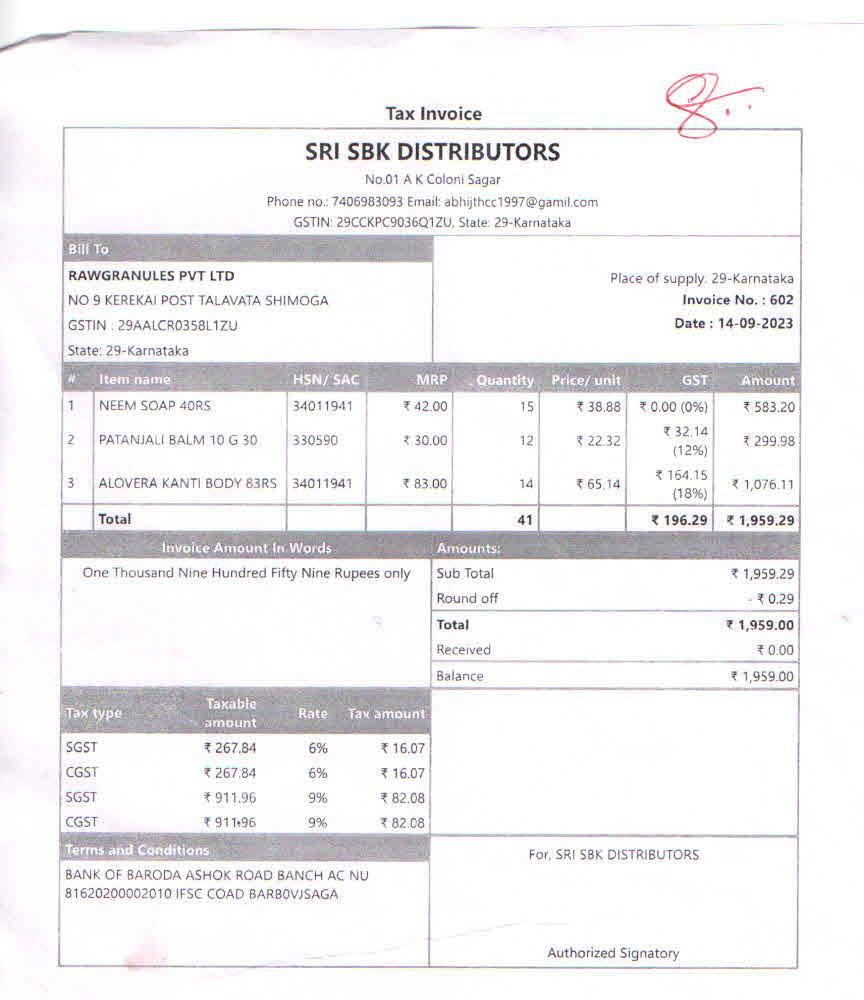 Tax Invoice
SRI SBK DISTRIBUTORS
No.01 A K Coloni Sagar
Phone no.: 7406983093 Email: abhijthcc1997@gamil.com
GSTIN: 29CCKPC9036Q1ZU, State: 29-Karnataka
Bill To
RAWGRANULES PVT LTD
NO 9 KEREKAI POST TALAVATA SHIMOGA
GSTIN : 29AALCR0358L1ZU
State: 29-Karnataka
Place of supply: 29-Karnataka
Invoice No. : 602
Date : 14-09-2023
# Item name HSN/ SAC MRP Quantity Price/ unit GST Amount
1 NEEM SOAP 40RS 34011941 ₹ 42.00 15 ₹ 38.88 ₹ 0.00 (0%) ₹ 583.20
2 PATANJALI BALM 10 G 30 330590 ₹ 30.00 12 ₹ 22.32 ₹ 32.14 (12%) ₹ 299.98
3 ALOVERA KANTI BODY 83RS 34011941 ₹ 83.00 14 ₹ 65.14 ₹ 164.15 (18%) ₹ 1,076.11
Total 41 ₹ 196.29 ₹ 1,959.29
Invoice Amount In Words
One Thousand Nine Hundred Fifty Nine Rupees only
Amounts:
Sub Total ₹ 1,959.29
Round off - ₹ 0.29
Total ₹ 1,959.00
Received ₹ 0.00
Balance ₹ 1,959.00
Tax type Taxable amount Rate Tax amount
SGST ₹ 267.84 6% ₹ 16.07
CGST ₹ 267.84 6% ₹ 16.07
SGST ₹ 911.96 9% ₹ 82.08
CGST ₹ 911.96 9% ₹ 82.08
Terms and Conditions
BANK OF BARODA ASHOK ROAD BANCH AC NU
81620200002010 IFSC COAD BARB0VJSAGA
For, SRI SBK DISTRIBUTORS
Authorized Signatory